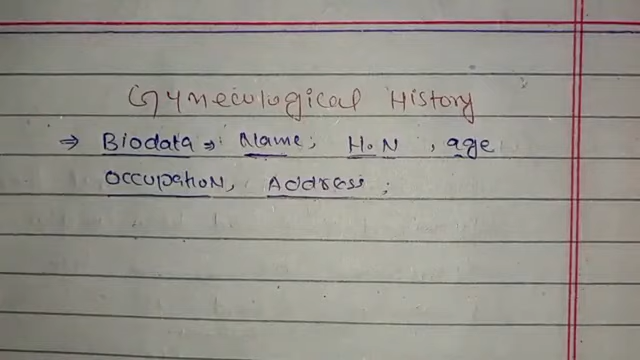 Gynecological History
⇒ Biodata ⇒ Name; H.N , age
Occupation, Address;